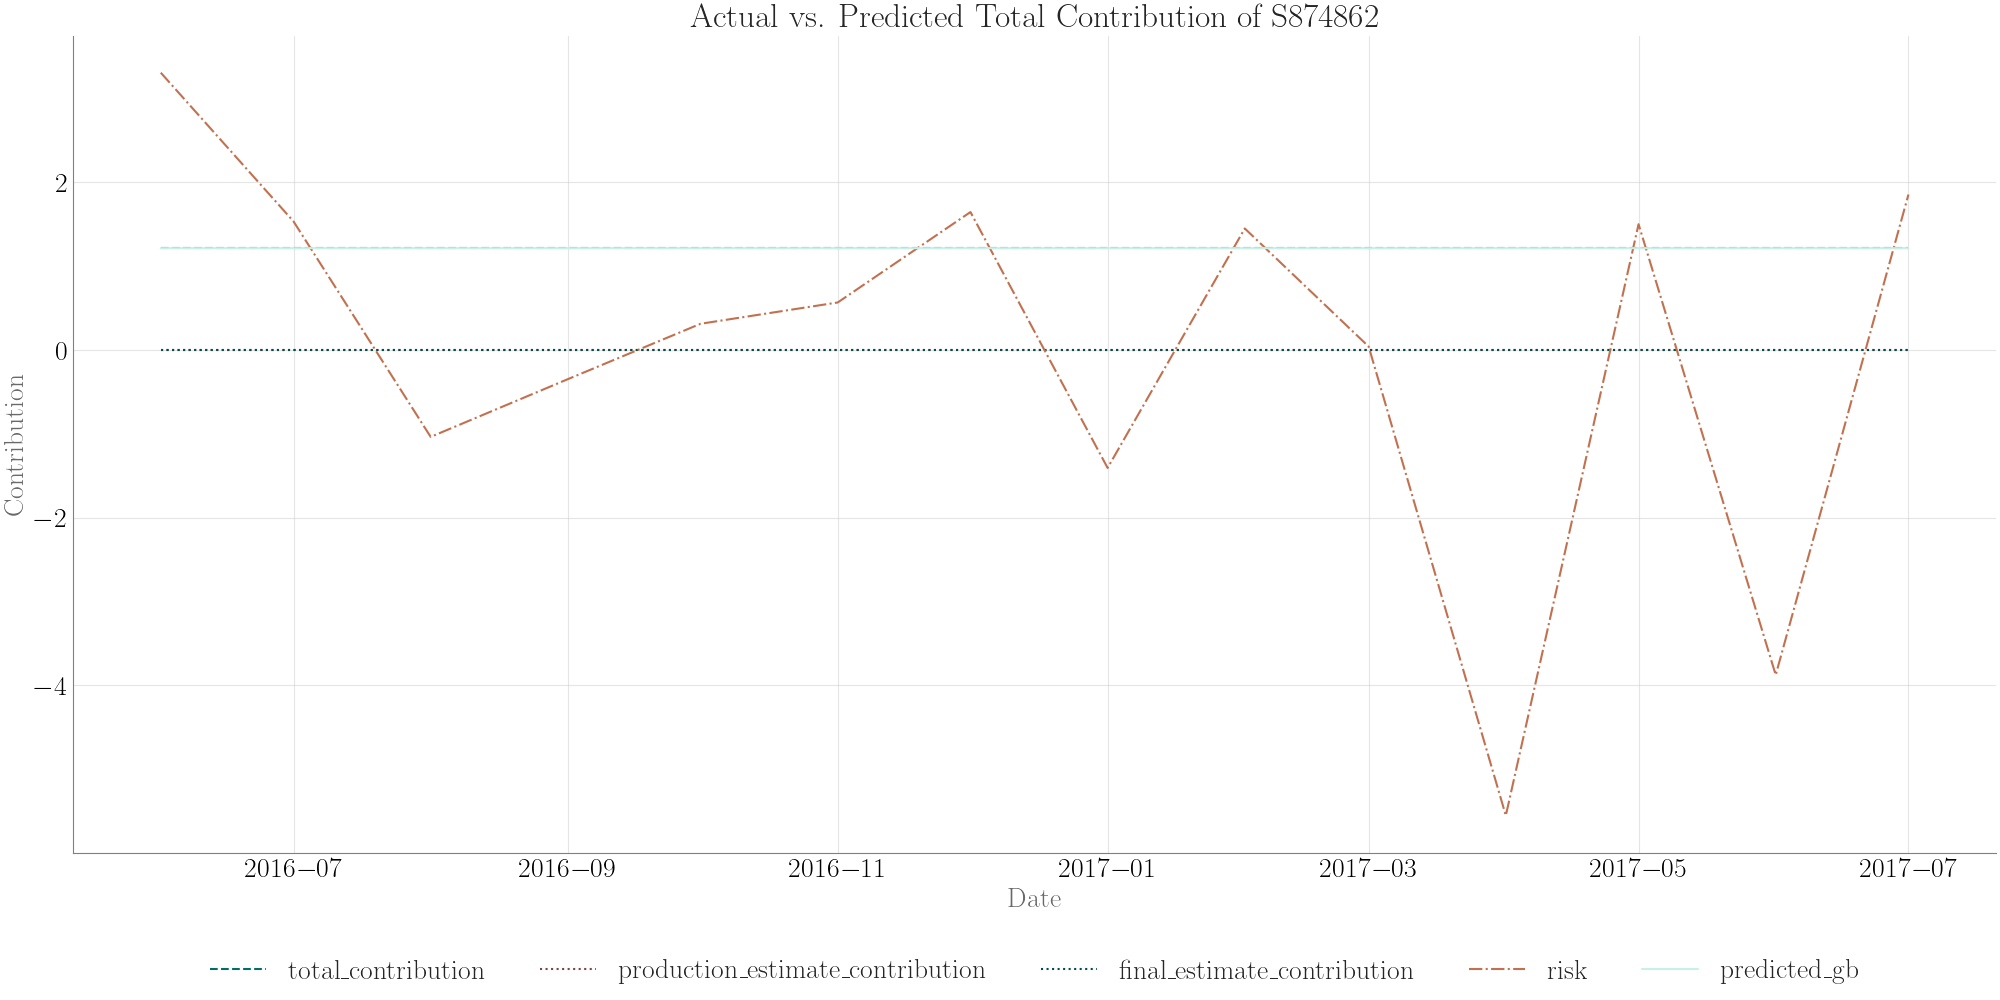 Actual vs. Predicted Total Contribution of S874862
Contribution
2
0
−2
−4
2016−07 2016−09 2016−11 2017−01 2017−03 2017−05 2017−07
Date
total_contribution production_estimate_contribution final_estimate_contribution risk predicted_gb